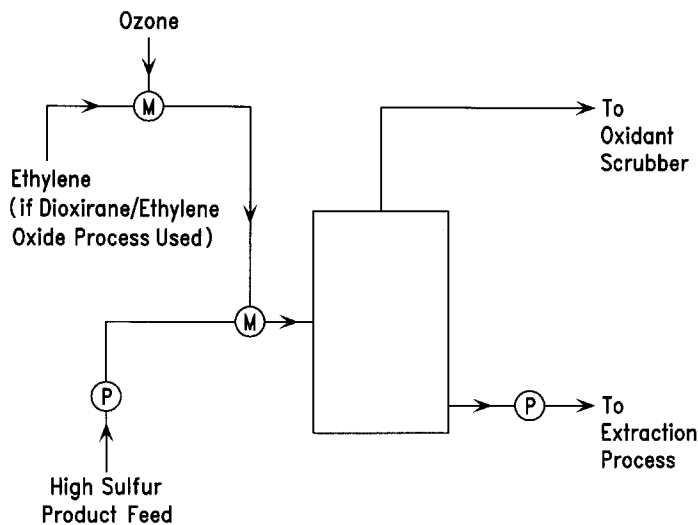 Ozone
M
Ethylene
(if Dioxirane/Ethylene
Oxide Process Used)
To
Oxidant
Scrubber
M
P
High Sulfur
Product Feed
P
To
Extraction
Process